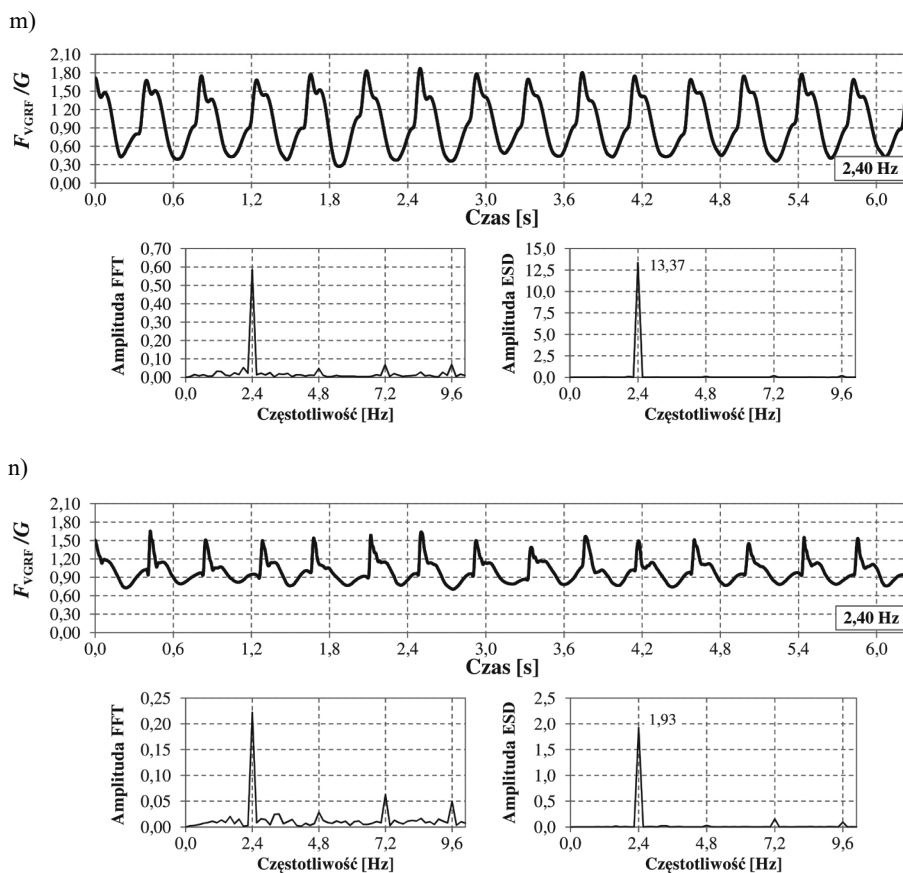 m)
F_VGRF /G
2,10
1,80
1,50
1,20
0,90
0,60
0,30
0,00
2,40 Hz
0,0 0,6 1,2 1,8 2,4 3,0 3,6 4,2 4,8 5,4 6,0
Czas [s]
Amplituda FFT
0,70
0,60
0,50
0,40
0,30
0,20
0,10
0,00
0,0 2,4 4,8 7,2 9,6
Częstotliwość [Hz]
Amplituda ESD
15,0
12,5
10,0
7,5
5,0
2,5
0,0
13,37
0,0 2,4 4,8 7,2 9,6
Częstotliwość [Hz]
n)
F_VGRF /G
2,10
1,80
1,50
1,20
0,90
0,60
0,30
0,00
2,40 Hz
0,0 0,6 1,2 1,8 2,4 3,0 3,6 4,2 4,8 5,4 6,0
Czas [s]
Amplituda FFT
0,25
0,20
0,15
0,10
0,05
0,00
0,0 2,4 4,8 7,2 9,6
Częstotliwość [Hz]
Amplituda ESD
2,5
2,0
1,5
1,0
0,5
0,0
1,93
0,0 2,4 4,8 7,2 9,6
Częstotliwość [Hz]